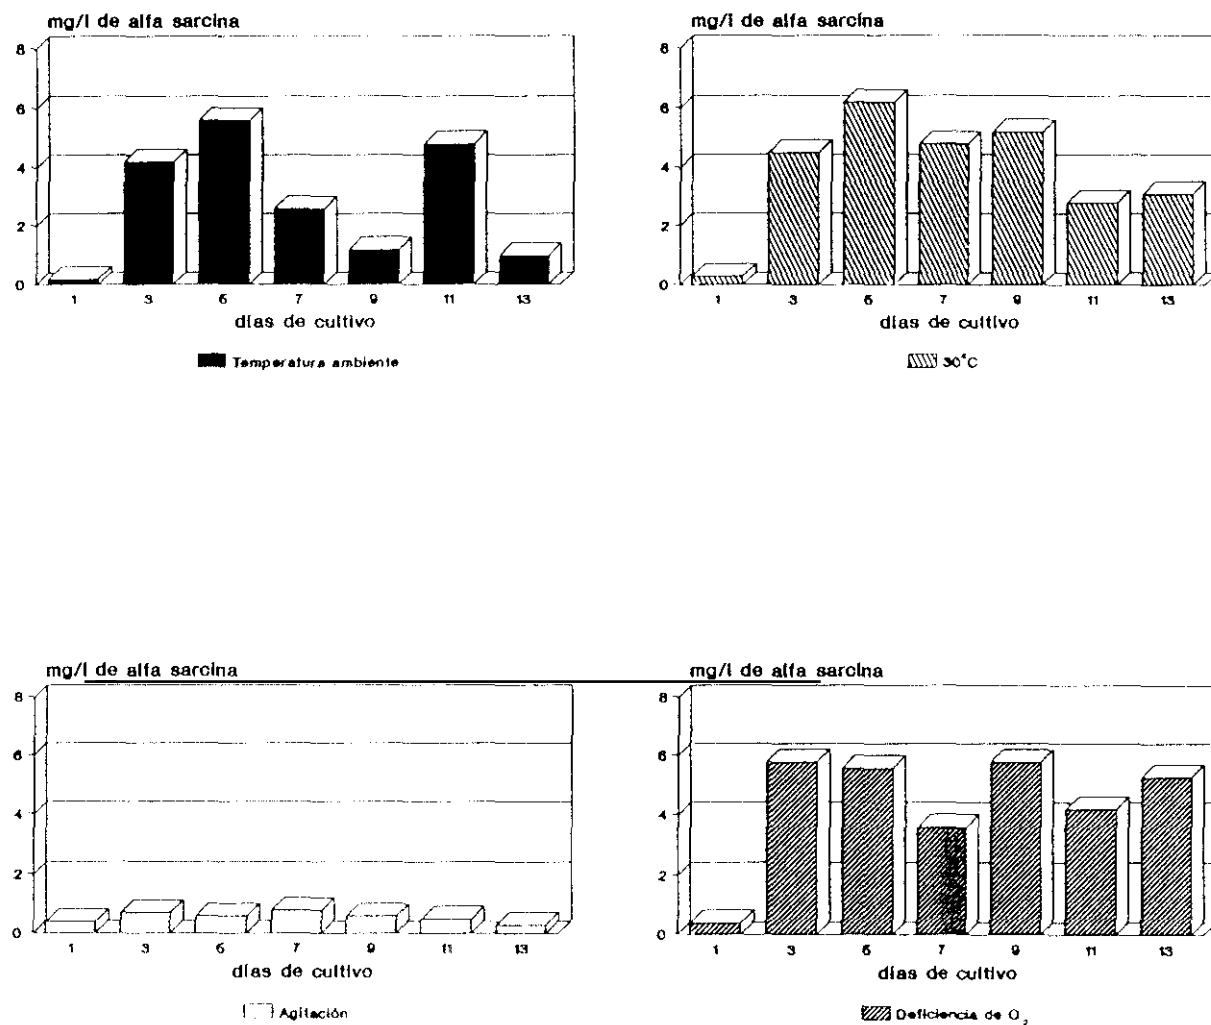 mg/l de alfa sarcina
8
6
4
2
0
1 3 5 7 9 11 13
días de cultivo
Temperatura ambiente
mg/l de alfa sarcina
8
6
4
2
0
1 3 5 7 9 11 13
días de cultivo
30°C
mg/l de alfa sarcina
8
6
4
2
0
1 3 5 7 9 11 13
días de cultivo
Agitación
mg/l de alfa sarcina
8
6
4
2
0
1 3 5 7 9 11 13
días de cultivo
Deficiencia de O₂